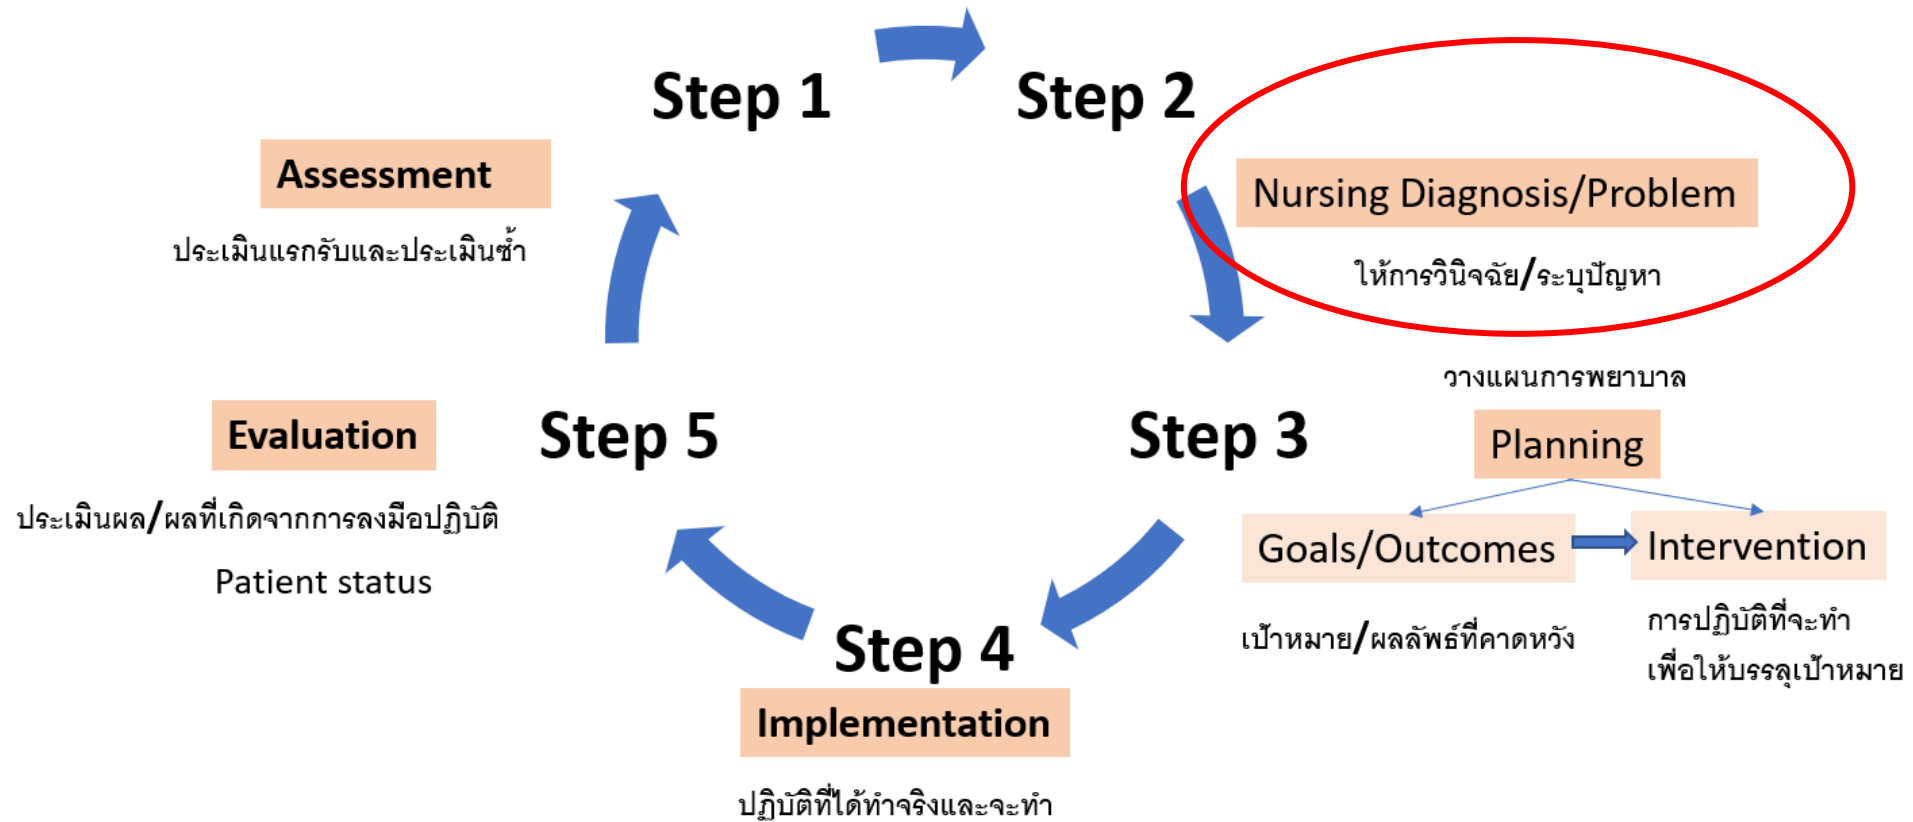 Step 1
Assessment
ประเมินแรกรับและประเมินซ้ำ
Step 2
Nursing Diagnosis/Problem
ให้การวินิจฉัย/ระบุปัญหา
Step 3
วางแผนการพยาบาล
Planning
Goals/Outcomes
เป้าหมาย/ผลลัพธ์ที่คาดหวัง
Intervention
การปฏิบัติที่จะทำ
เพื่อให้บรรลุเป้าหมาย
Step 4
Implementation
ปฏิบัติที่ได้ทำจริงและจะทำ
Step 5
Evaluation
ประเมินผล/ผลที่เกิดจากการลงมือปฏิบัติ
Patient status